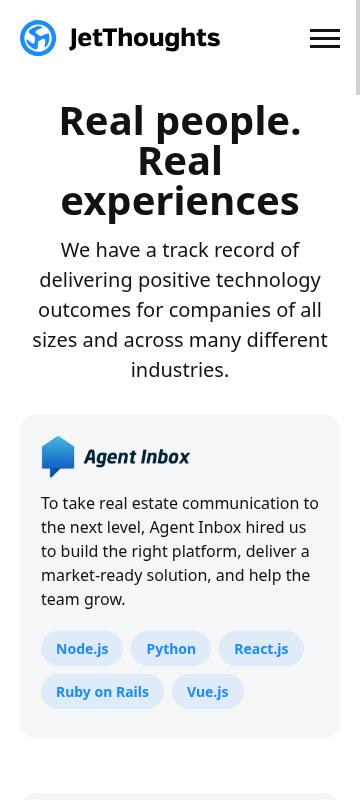 JetThoughts
Real people.
Real
experiences
We have a track record of
delivering positive technology
outcomes for companies of all
sizes and across many different
industries.
Agent Inbox
To take real estate communication to
the next level, Agent Inbox hired us
to build the right platform, deliver a
market-ready solution, and help the
team grow.
Node.js Python React.js
Ruby on Rails Vue.js